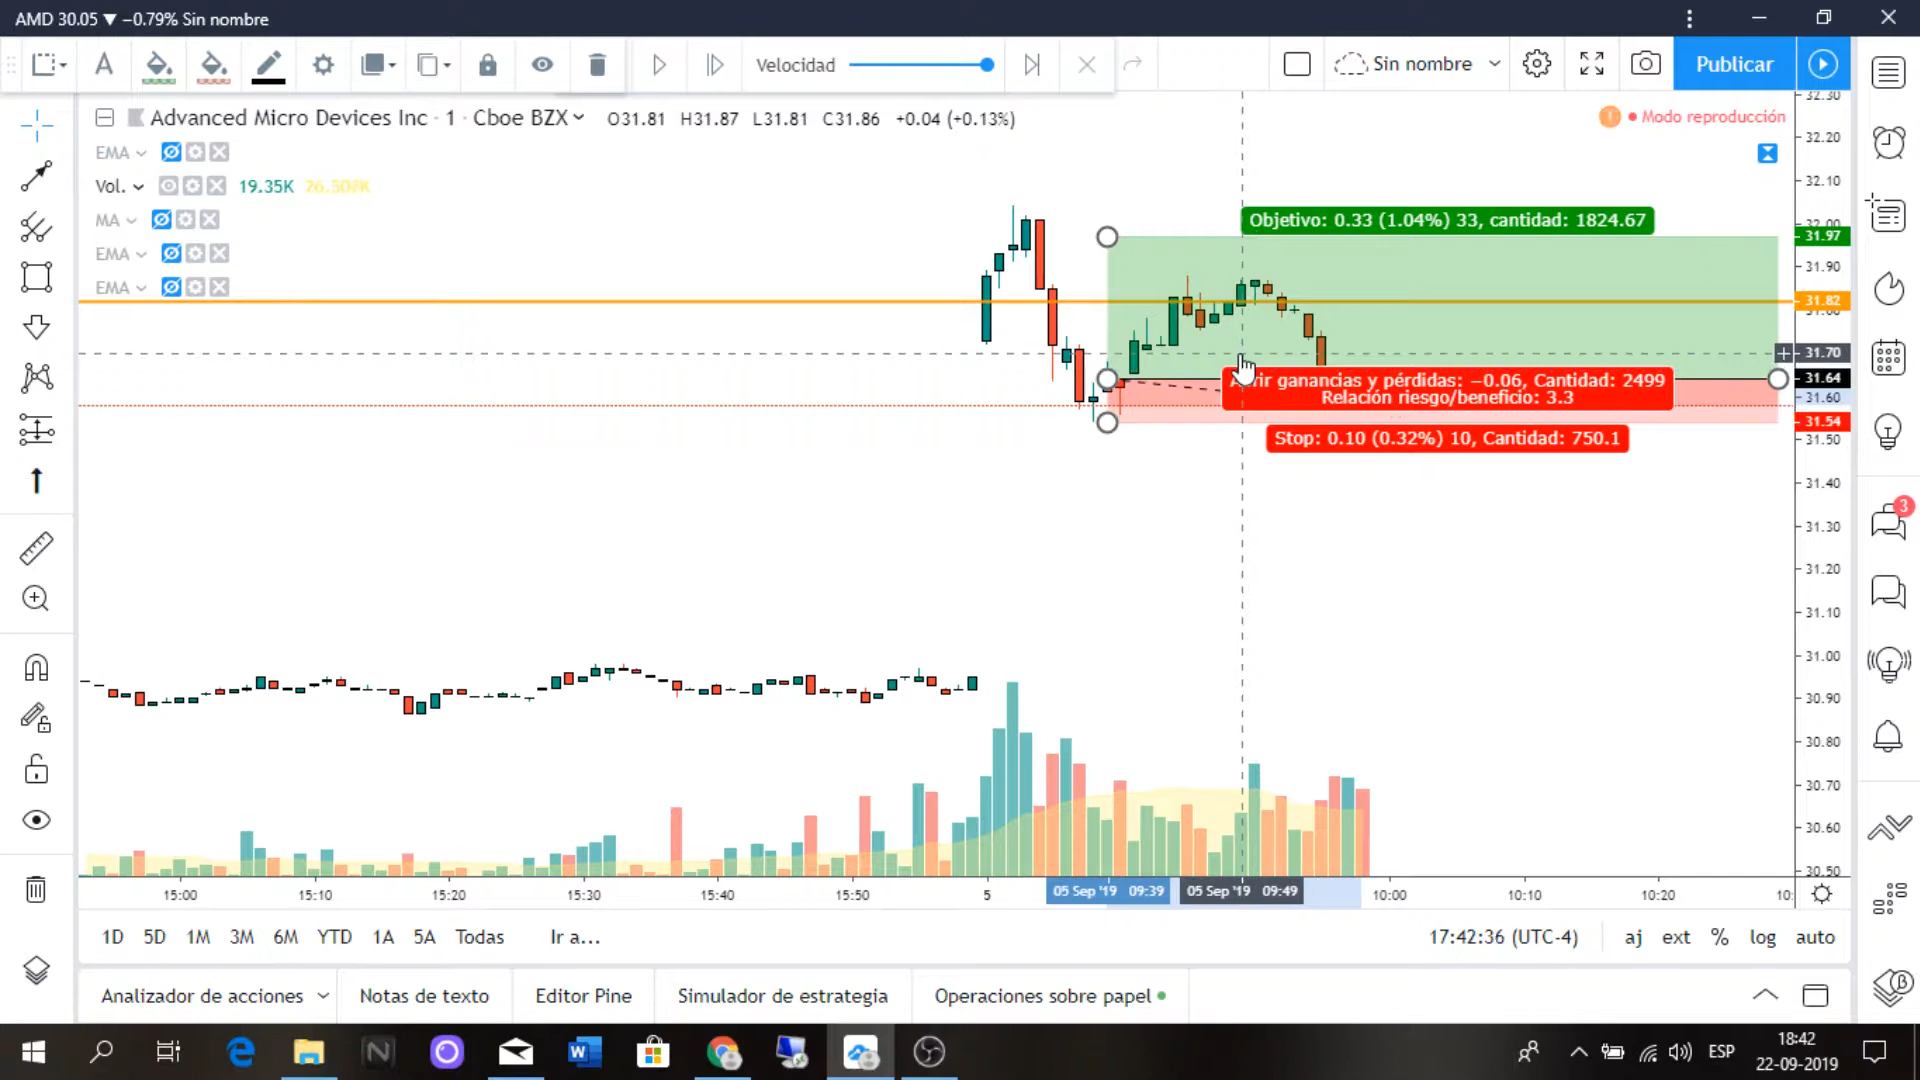 AMD 30.05 ▼ −0.79% Sin nombre
A
Velocidad
Sin nombre
Publicar
Advanced Micro Devices Inc · 1 · Cboe BZX O31.81 H31.87 L31.81 C31.86 +0.04 (+0.13%)
Modo reproducción
EMA
Vol. 19.35K
MA
EMA
EMA
Objetivo: 0.33 (1.04%) 33, cantidad: 1824.67
ganancias y pérdidas: −0.06, Cantidad: 2499
Relación riesgo/beneficio: 3.3
Stop: 0.10 (0.32%) 10, Cantidad: 750.1
32.30
32.20
32.10
32.00
31.97
31.90
31.82
31.80
31.70
31.64
31.60
31.54
31.50
31.40
31.30
31.20
31.10
31.00
30.90
30.80
30.70
30.60
30.50
3
15:00 15:10 15:20 15:30 15:40 15:50 5 05 Sep '19 09:39 05 Sep '19 09:49 10:00 10:10 10:20 10:
1D 5D 1M 3M 6M YTD 1A 5A Todas Ir a... 17:42:36 (UTC-4) aj ext % log auto
Analizador de acciones Notas de texto Editor Pine Simulador de estrategia Operaciones sobre papel
ESP
18:42
22-09-2019